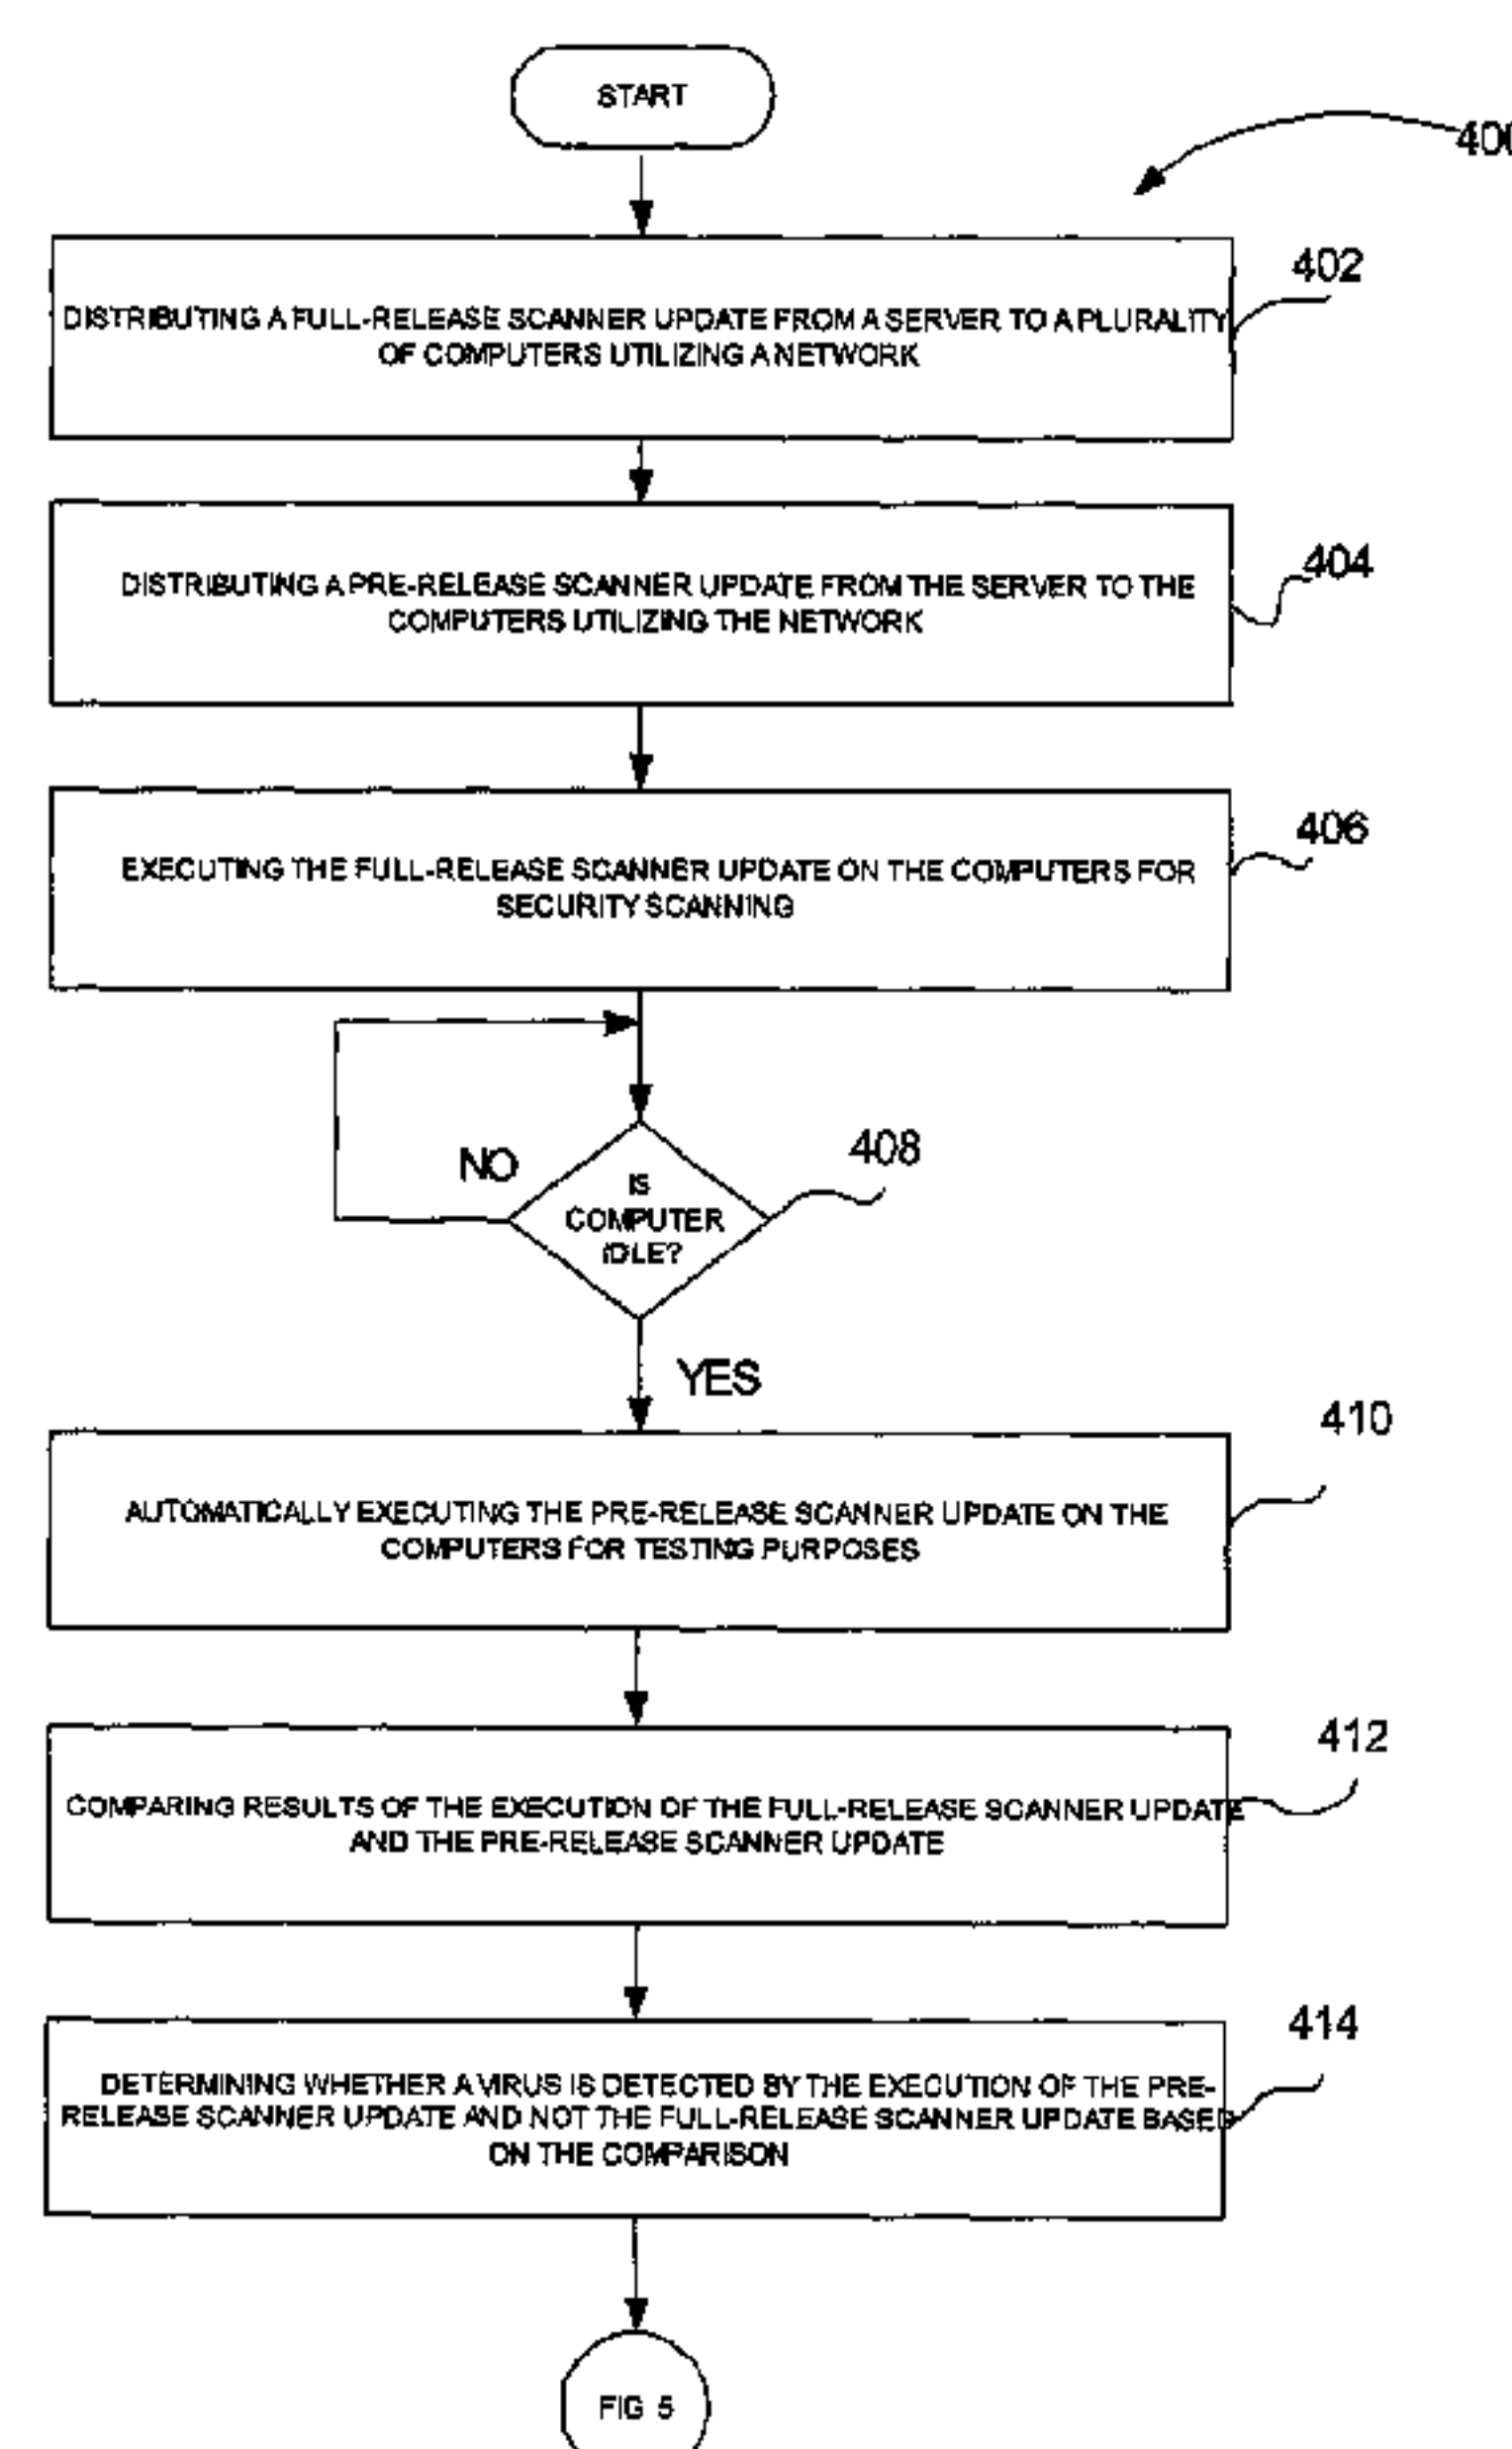 START
400
402
DISTRIBUTING A FULL-RELEASE SCANNER UPDATE FROM A SERVER TO A PLURALITY
OF COMPUTERS UTILIZING A NETWORK
404
DISTRIBUTING A PRE-RELEASE SCANNER UPDATE FROM THE SERVER TO THE
COMPUTERS UTILIZING THE NETWORK
406
EXECUTING THE FULL-RELEASE SCANNER UPDATE ON THE COMPUTERS FOR
SECURITY SCANNING
NO
408
IS
COMPUTER
IDLE?
YES
410
AUTOMATICALLY EXECUTING THE PRE-RELEASE SCANNER UPDATE ON THE
COMPUTERS FOR TESTING PURPOSES
412
COMPARING RESULTS OF THE EXECUTION OF THE FULL-RELEASE SCANNER UPDATE
AND THE PRE-RELEASE SCANNER UPDATE
414
DETERMINING WHETHER A VIRUS IS DETECTED BY THE EXECUTION OF THE PRE-
RELEASE SCANNER UPDATE AND NOT THE FULL-RELEASE SCANNER UPDATE BASED
ON THE COMPARISON
FIG 5